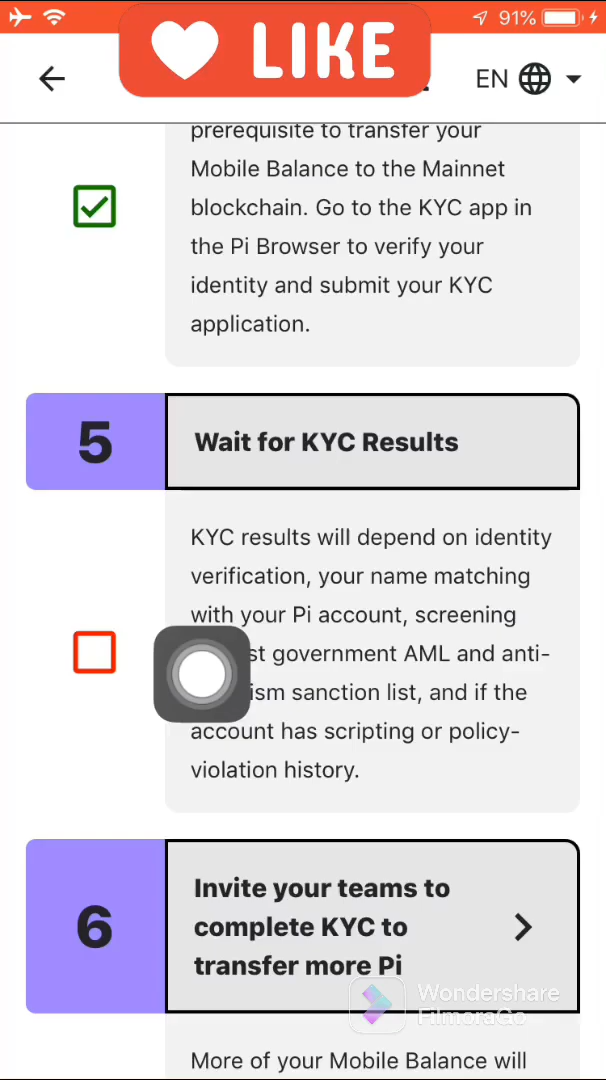 91%
LIKE
EN
prerequisite to transfer your
Mobile Balance to the Mainnet
blockchain. Go to the KYC app in
the Pi Browser to verify your
identity and submit your KYC
application.
5
Wait for KYC Results
KYC results will depend on identity
verification, your name matching
with your Pi account, screening
st government AML and anti-
ism sanction list, and if the
account has scripting or policy-
violation history.
6
Invite your teams to
complete KYC to
transfer more Pi
Wondershare
FilmoraGo
More of your Mobile Balance will